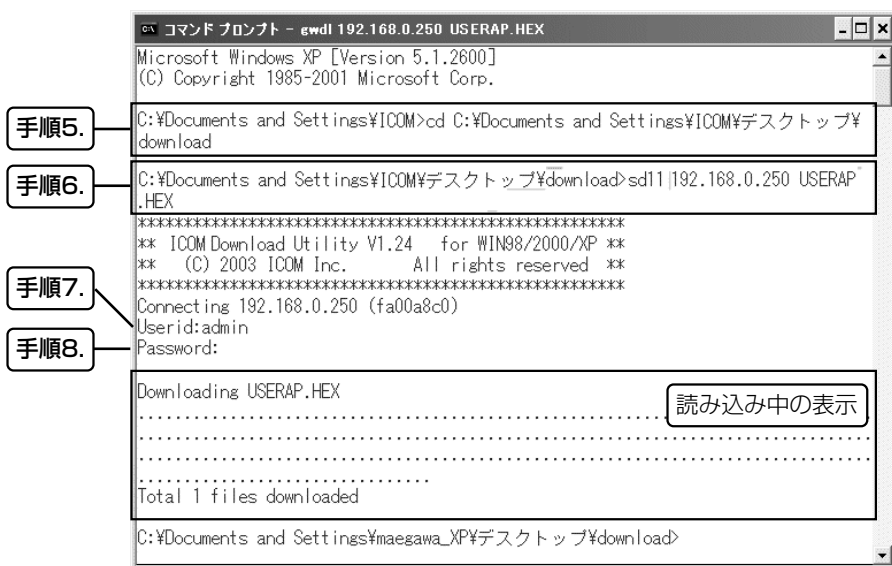 コマンド プロンプト - gwdl 192.168.0.250 USERAP.HEX
Microsoft Windows XP [Version 5.1.2600]
(C) Copyright 1985-2001 Microsoft Corp.
手順5.
C:¥Documents and Settings¥ICOM>cd C:¥Documents and Settings¥ICOM¥デスクトップ¥
download
手順6.
C:¥Documents and Settings¥ICOM¥デスクトップ¥download>sd11 192.168.0.250 USERAP
.HEX
*****************************************************
** ICOM Download Utility V1.24 for WIN98/2000/XP **
** (C) 2003 ICOM Inc. All rights reserved **
*****************************************************
Connecting 192.168.0.250 (fa00a8c0)
手順7.
Userid:admin
手順8.
Password:
Downloading USERAP.HEX
読み込み中の表示
................................................................................
................................................................................
................................
Total 1 files downloaded
C:¥Documents and Settings¥maegawa_XP¥デスクトップ¥download>